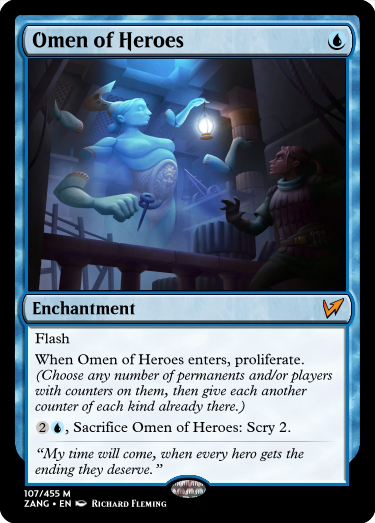 Omen of Heroes
Enchantment
Flash
When Omen of Heroes enters, proliferate.
(Choose any number of permanents and/or players
with counters on them, then give each another
counter of each kind already there.)
2, Sacrifice Omen of Heroes: Scry 2.
“My time will come, when every hero gets the
ending they deserve.”
107/455 M
ZANG • EN Richard Fleming